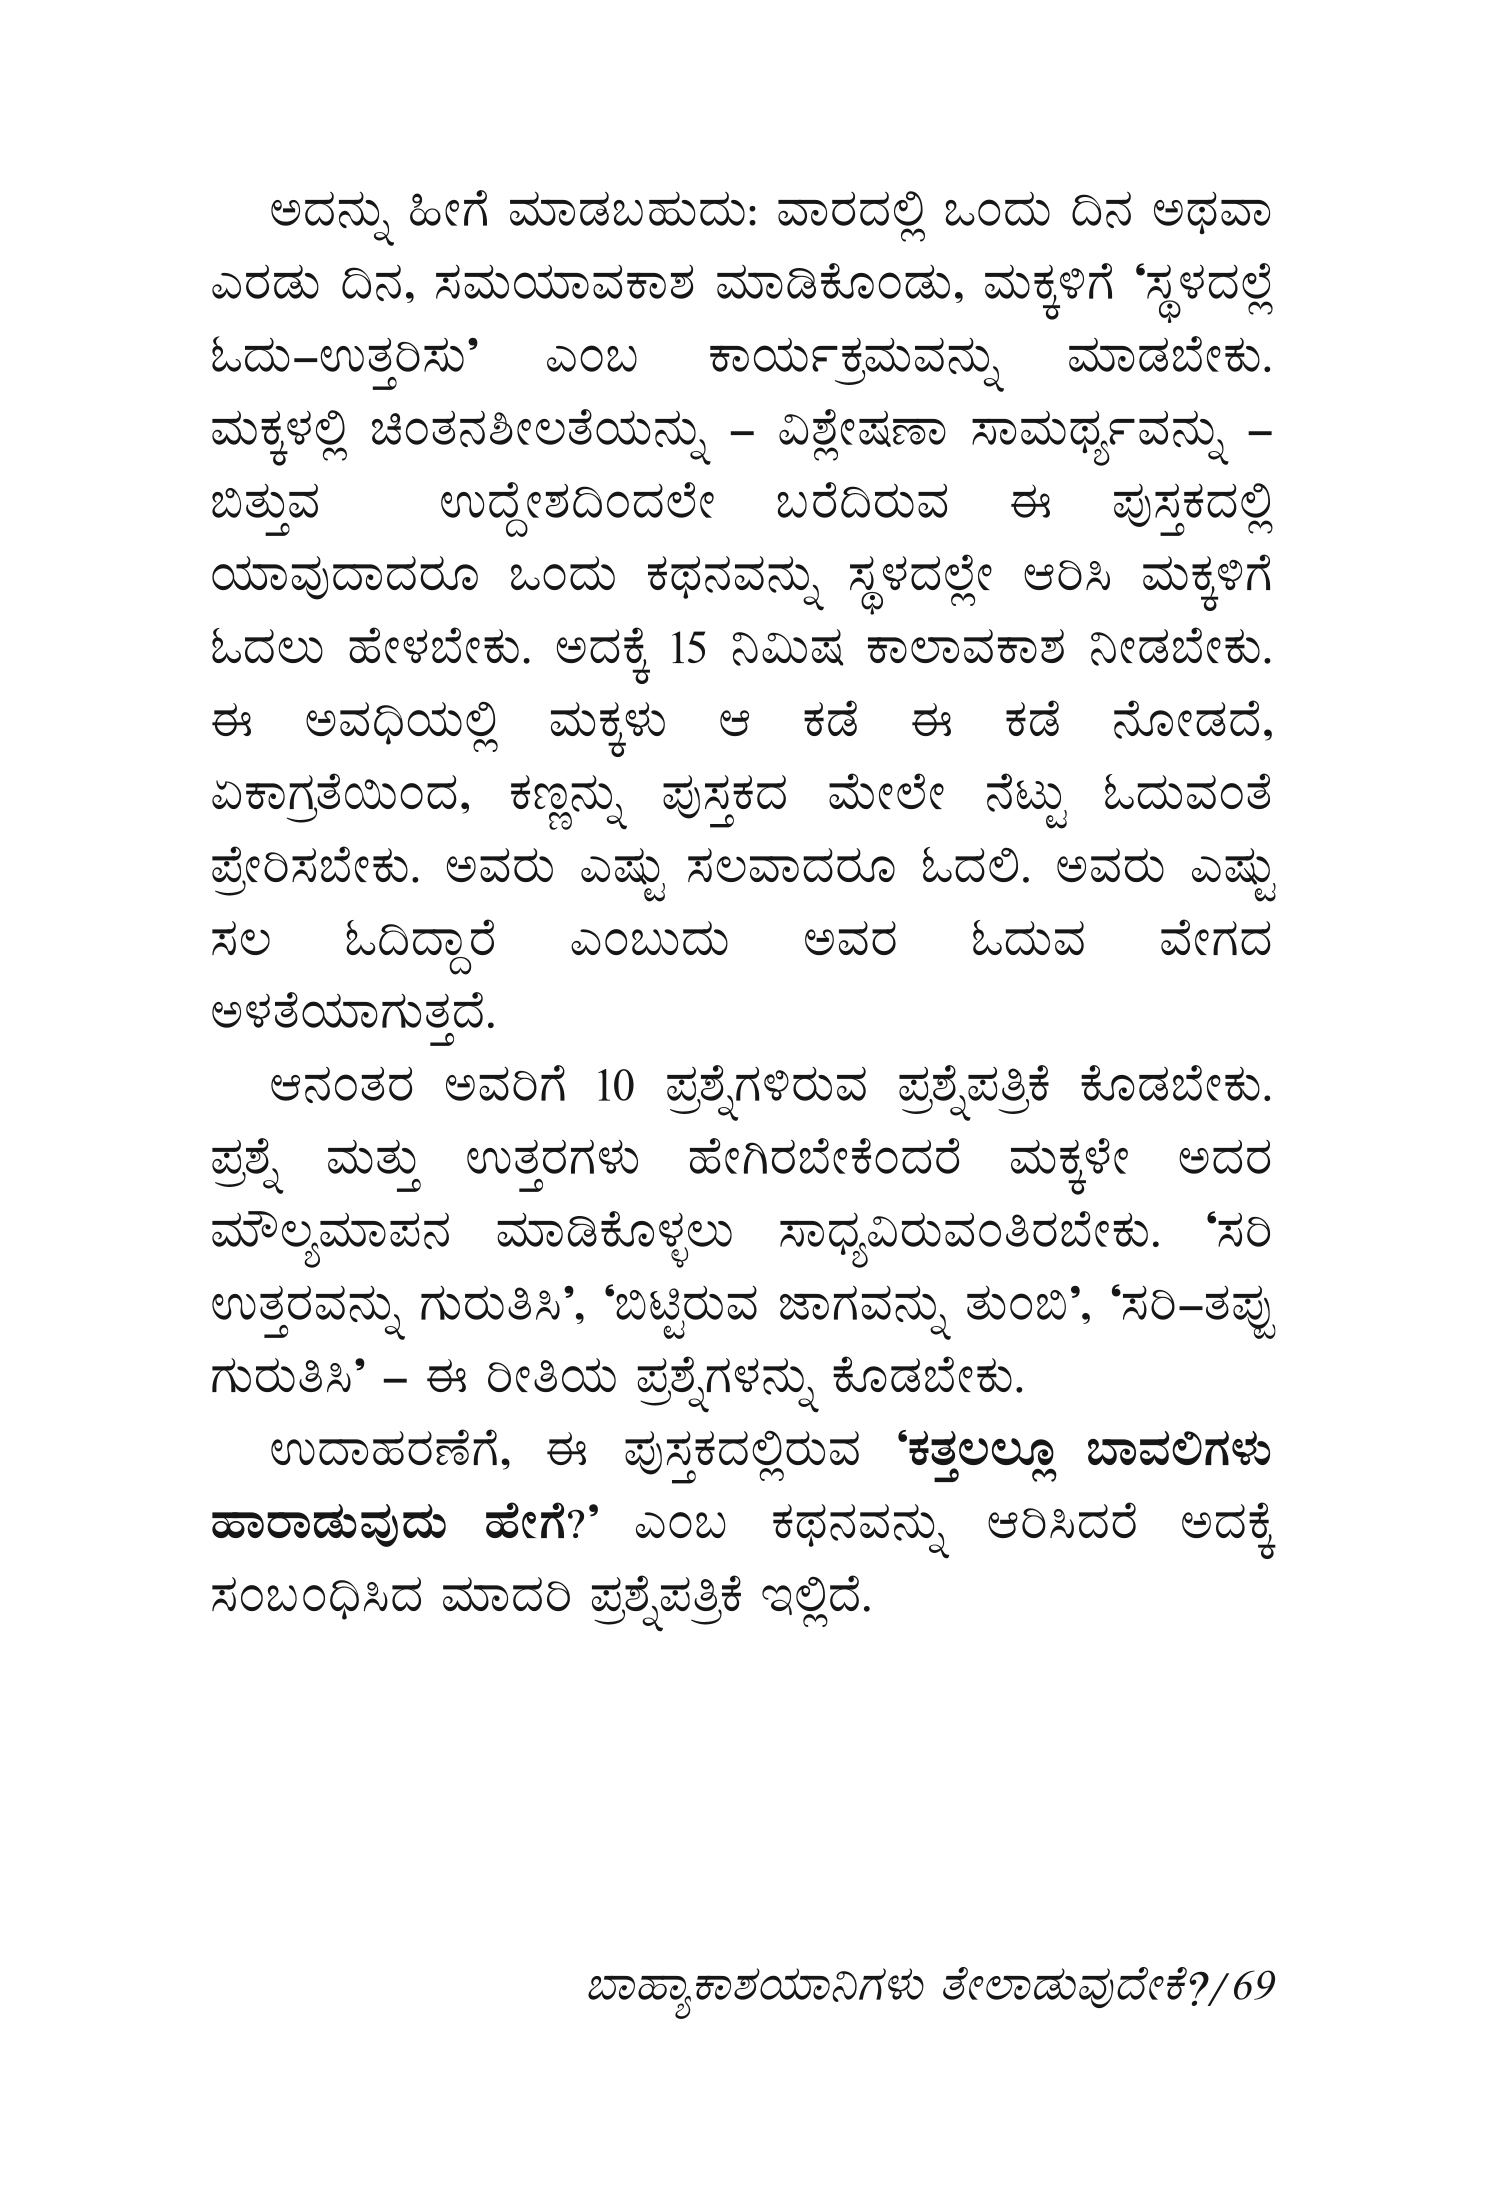 ಅದನ್ನು ಹೀಗೆ ಮಾಡಬಹುದು: ವಾರದಲ್ಲಿ ಒಂದು ದಿನ ಅಥವಾ
ಎರಡು ದಿನ, ಸಮಯಾವಕಾಶ ಮಾಡಿಕೊಂಡು, ಮಕ್ಕಳಿಗೆ ‘ಸ್ಥಳದಲ್ಲೆ
ಓದು–ಉತ್ತರಿಸು’ ಎಂಬ ಕಾರ್ಯಕ್ರಮವನ್ನು ಮಾಡಬೇಕು.
ಮಕ್ಕಳಲ್ಲಿ ಚಿಂತನಶೀಲತೆಯನ್ನು – ವಿಶ್ಲೇಷಣಾ ಸಾಮರ್ಥ್ಯವನ್ನು –
ಬಿತ್ತುವ ಉದ್ದೇಶದಿಂದಲೇ ಬರೆದಿರುವ ಈ ಪುಸ್ತಕದಲ್ಲಿ
ಯಾವುದಾದರೂ ಒಂದು ಕಥನವನ್ನು ಸ್ಥಳದಲ್ಲೇ ಆರಿಸಿ ಮಕ್ಕಳಿಗೆ
ಓದಲು ಹೇಳಬೇಕು. ಅದಕ್ಕೆ 15 ನಿಮಿಷ ಕಾಲಾವಕಾಶ ನೀಡಬೇಕು.
ಈ ಅವಧಿಯಲ್ಲಿ ಮಕ್ಕಳು ಆ ಕಡೆ ಈ ಕಡೆ ನೋಡದೆ,
ಏಕಾಗ್ರತೆಯಿಂದ, ಕಣ್ಣನ್ನು ಪುಸ್ತಕದ ಮೇಲೇ ನೆಟ್ಟು ಓದುವಂತೆ
ಪ್ರೇರಿಸಬೇಕು. ಅವರು ಎಷ್ಟು ಸಲವಾದರೂ ಓದಲಿ. ಅವರು ಎಷ್ಟು
ಸಲ ಓದಿದ್ದಾರೆ ಎಂಬುದು ಅವರ ಓದುವ ವೇಗದ
ಅಳತೆಯಾಗುತ್ತದೆ.
ಆನಂತರ ಅವರಿಗೆ 10 ಪ್ರಶ್ನೆಗಳಿರುವ ಪ್ರಶ್ನೆಪತ್ರಿಕೆ ಕೊಡಬೇಕು.
ಪ್ರಶ್ನೆ ಮತ್ತು ಉತ್ತರಗಳು ಹೇಗಿರಬೇಕೆಂದರೆ ಮಕ್ಕಳೇ ಅದರ
ಮೌಲ್ಯಮಾಪನ ಮಾಡಿಕೊಳ್ಳಲು ಸಾಧ್ಯವಿರುವಂತಿರಬೇಕು. ‘ಸರಿ
ಉತ್ತರವನ್ನು ಗುರುತಿಸಿ’, ‘ಬಿಟ್ಟಿರುವ ಜಾಗವನ್ನು ತುಂಬಿ’, ‘ಸರಿ–ತಪ್ಪು
ಗುರುತಿಸಿ’ – ಈ ರೀತಿಯ ಪ್ರಶ್ನೆಗಳನ್ನು ಕೊಡಬೇಕು.
ಉದಾಹರಣೆಗೆ, ಈ ಪುಸ್ತಕದಲ್ಲಿರುವ ‘ಕತ್ತಲಲ್ಲೂ ಬಾವಲಿಗಳು
ಹಾರಾಡುವುದು ಹೇಗೆ?’ ಎಂಬ ಕಥನವನ್ನು ಆರಿಸಿದರೆ ಅದಕ್ಕೆ
ಸಂಬಂಧಿಸಿದ ಮಾದರಿ ಪ್ರಶ್ನೆಪತ್ರಿಕೆ ಇಲ್ಲಿದೆ.
ಬಾಹ್ಯಾಕಾಶಯಾನಿಗಳು ತೇಲಾಡುವುದೇಕೆ?/69